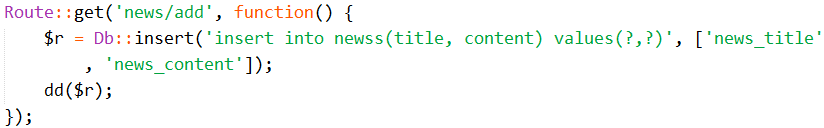 Route::get('news/add', function() {
    $r = Db::insert('insert into newss(title, content) values(?,?)', ['news_title'
        , 'news_content']);
    dd($r);
});